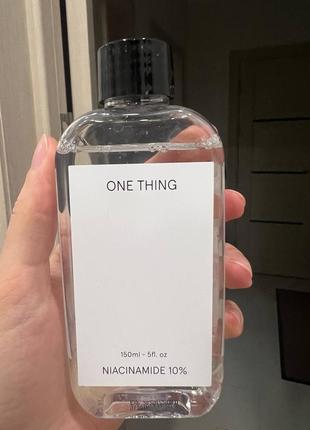 ONE THING
150ml - 5fl. oz
NIACINAMIDE 10%